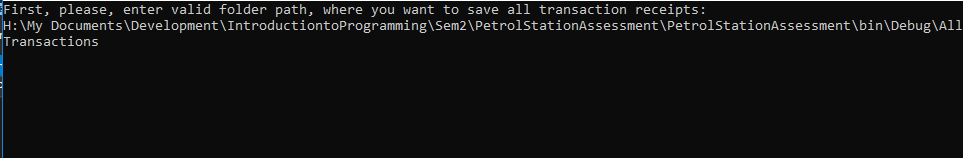 First, please, enter valid folder path, where you want to save all transaction receipts:
H:\My Documents\Development\IntroductiontoProgramming\Sem2\PetrolStationAssessment\PetrolStationAssessment\bin\Debug\All
Transactions